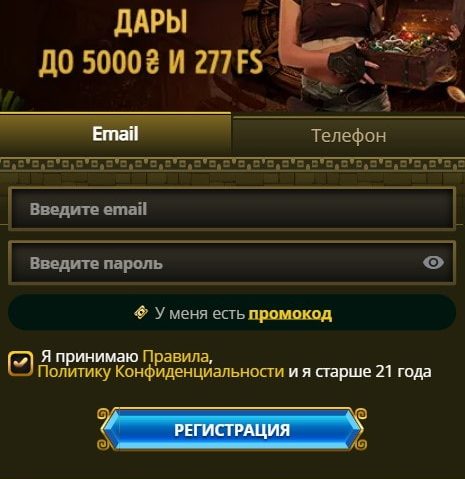 ДАРЫ
ДО 5000₴ И 277 FS
Email
Телефон
Введите email
Введите пароль
У меня есть промокод
Я принимаю Правила,
Политику Конфиденциальности и я старше 21 года
РЕГИСТРАЦИЯ